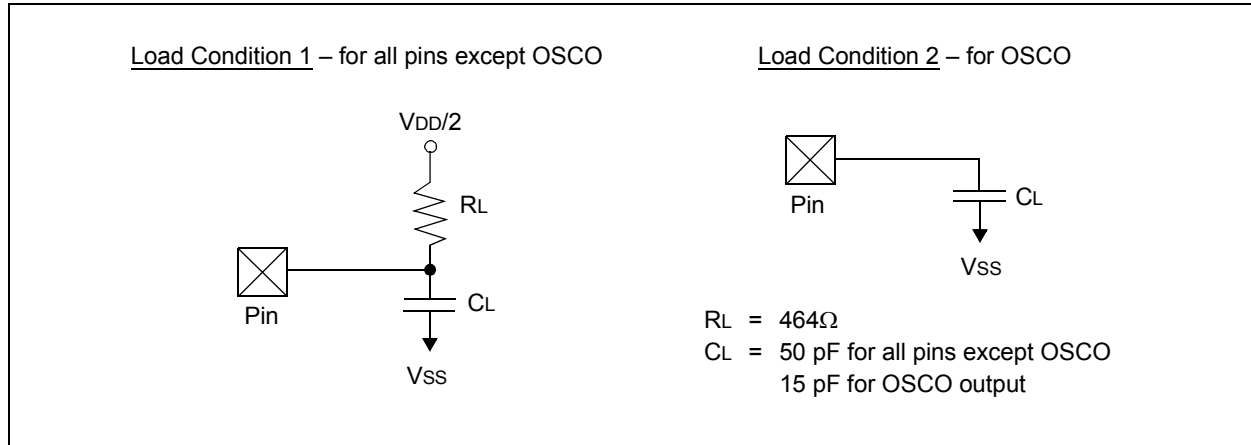 Load Condition 1 – for all pins except OSCO
VDD/2
RL
Pin
CL
VSS
Load Condition 2 – for OSCO
Pin
CL
VSS
RL = 464Ω
CL = 50 pF for all pins except OSCO
15 pF for OSCO output